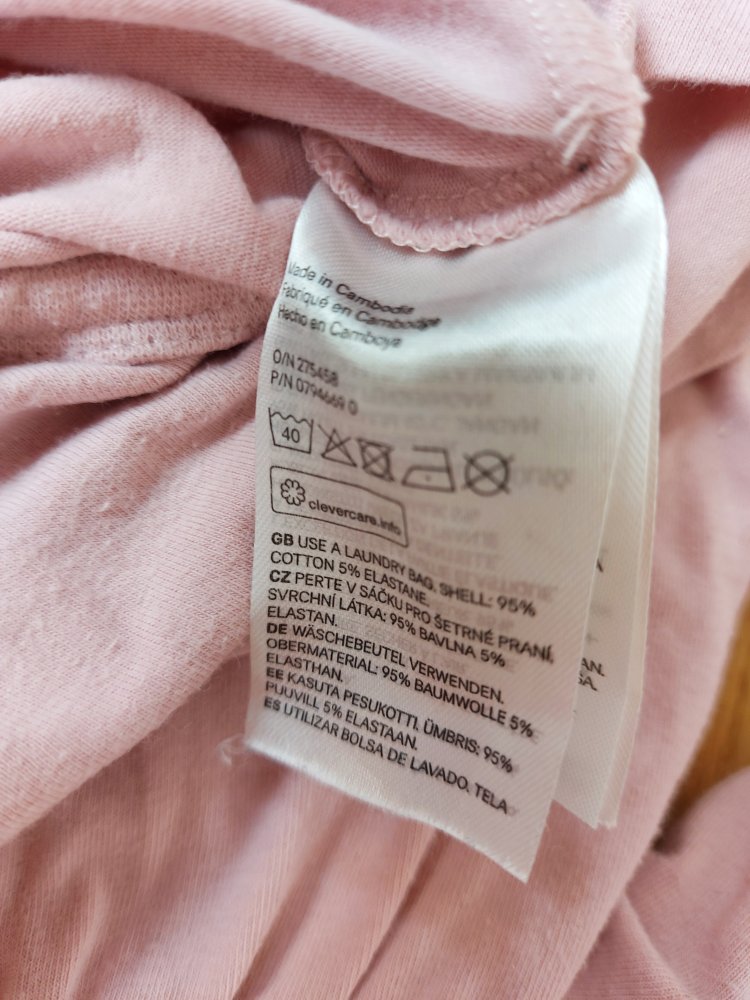 Made in Cambodia
Fabriqué en Cambodge
Hecho en Camboya
O/N 275458
P/N 0794669 0
40
clevercare.info
GB USE A LAUNDRY BAG. SHELL: 95%
COTTON 5% ELASTANE.
CZ PERTE V SÁČKU PRO ŠETRNÉ PRANÍ.
SVRCHNÍ LÁTKA: 95% BAVLNA 5%
ELASTAN.
DE WÄSCHEBEUTEL VERWENDEN.
OBERMATERIAL: 95% BAUMWOLLE 5%
ELASTHAN.
EE KASUTA PESUKOTTI. ÜMBRIS: 95%
PUUVILL 5% ELASTAAN.
ES UTILIZAR BOLSA DE LAVADO. TELA